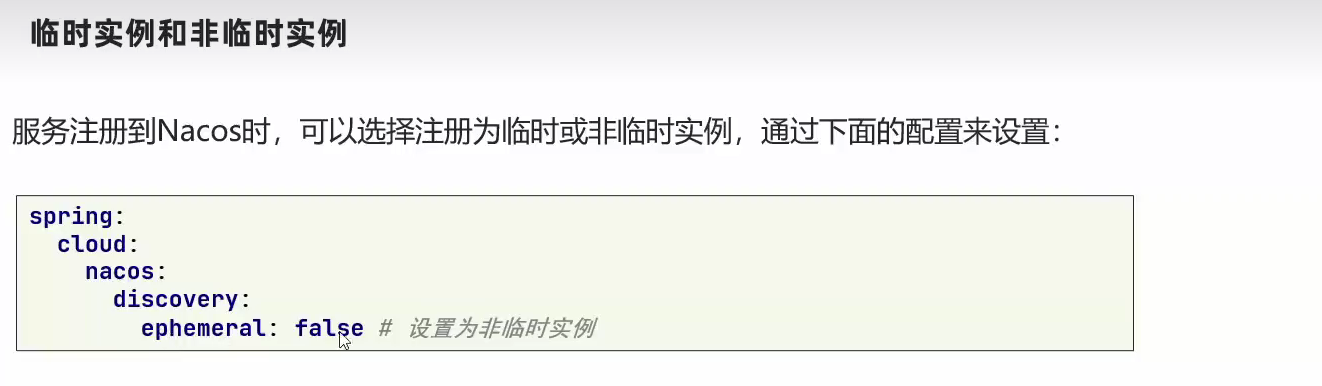 临时实例和非临时实例
服务注册到Nacos时，可以选择注册为临时或非临时实例，通过下面的配置来设置：
spring:
  cloud:
    nacos:
      discovery:
        ephemeral: false # 设置为非临时实例